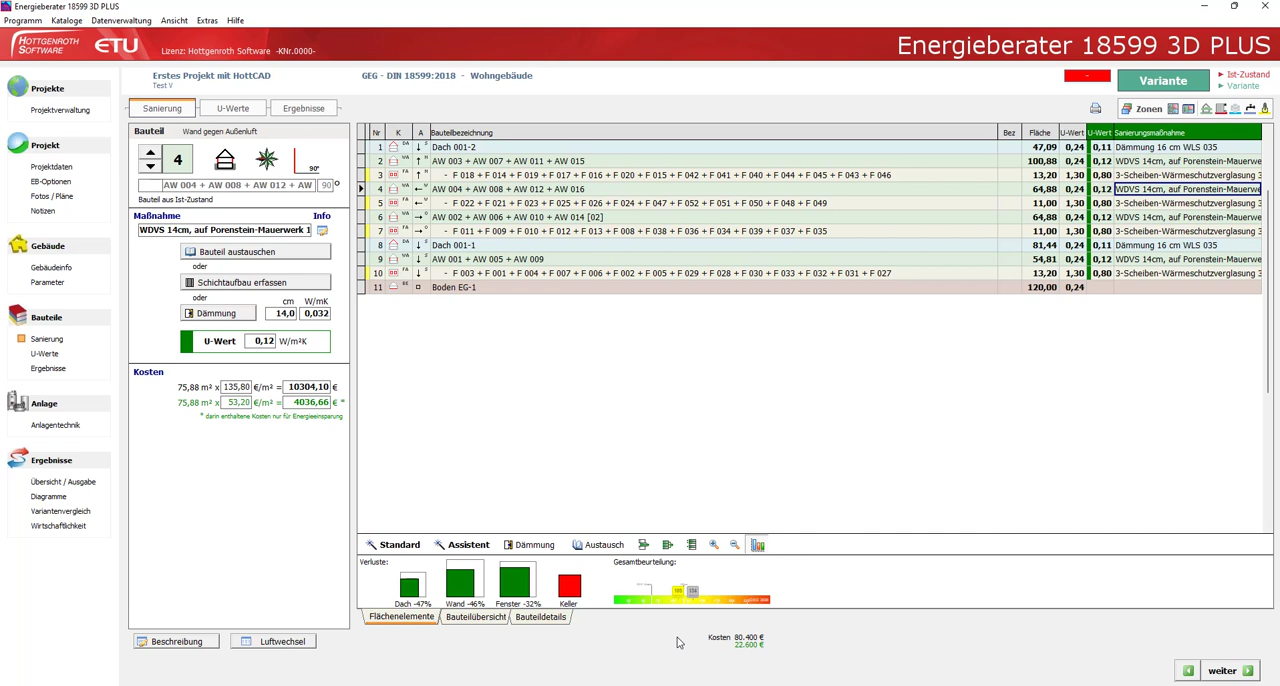 Energieberater 18599 3D PLUS
Programm Kataloge Datenverwaltung Ansicht Extras Hilfe
HOTTGENROTH SOFTWARE ETU Lizenz: Hottgenroth Software -KNr.0000- Energieberater 18599 3D PLUS
Projekte
Projektverwaltung
Projekt
Projektdaten
EB-Optionen
Fotos / Pläne
Notizen
Gebäude
Gebäudeinfo
Parameter
Bauteile
Sanierung
U-Werte
Ergebnisse
Anlage
Anlagentechnik
Ergebnisse
Übersicht / Ausgabe
Diagramme
Variantenvergleich
Wirtschaftlichkeit
Erstes Projekt mit HottCAD GEG - DIN 18599:2018 - Wohngebäude
Test V
- Variante Ist-Zustand
Variante
Sanierung U-Werte Ergebnisse
Zonen
Bauteil Wand gegen Außenluft
4 90°
AW 004 + AW 008 + AW 012 + AW 90 °
Bauteil aus Ist-Zustand
Maßnahme Info
WDVS 14cm, auf Porenstein-Mauerwerk 1
Bauteil austauschen
oder
Schichtaufbau erfassen
oder cm W/mK
Dämmung 14,0 0,032
U-Wert 0,12 W/m²K
Kosten
75,88 m² x 135,80 €/m² = 10304,10 €
75,88 m² x 53,20 €/m² = 4036,66 € *
* darin enthaltene Kosten nur für Energieeinsparung
Beschreibung Luftwechsel
Nr K A Bauteilbezeichnung Bez Fläche U-Wert U-Wert Sanierungsmaßnahme
1 DA S Dach 001-2 47,09 0,24 0,11 Dämmung 16 cm WLS 035
2 WA N AW 003 + AW 007 + AW 011 + AW 015 100,88 0,24 0,12 WDVS 14cm, auf Porenstein-Mauerwe
3 FA N - F 018 + F 014 + F 019 + F 017 + F 016 + F 020 + F 015 + F 042 + F 041 + F 040 + F 044 + F 045 + F 043 + F 046 13,20 1,30 0,80 3-Scheiben-Wärmeschutzverglasung 3
4 WA W AW 004 + AW 008 + AW 012 + AW 016 64,88 0,24 0,12 WDVS 14cm, auf Porenstein-Mauerwe
5 FA W - F 022 + F 021 + F 023 + F 025 + F 026 + F 024 + F 047 + F 052 + F 051 + F 050 + F 048 + F 049 11,00 1,30 0,80 3-Scheiben-Wärmeschutzverglasung 3
6 WA O AW 002 + AW 006 + AW 010 + AW 014 [02] 64,88 0,24 0,12 WDVS 14cm, auf Porenstein-Mauerwe
7 FA O - F 011 + F 009 + F 010 + F 012 + F 013 + F 008 + F 038 + F 036 + F 034 + F 039 + F 037 + F 035 11,00 1,30 0,80 3-Scheiben-Wärmeschutzverglasung 3
8 DA S Dach 001-1 81,44 0,24 0,11 Dämmung 16 cm WLS 035
9 WA S AW 001 + AW 005 + AW 009 54,81 0,24 0,12 WDVS 14cm, auf Porenstein-Mauerwe
10 FA S - F 003 + F 001 + F 004 + F 007 + F 006 + F 002 + F 005 + F 029 + F 028 + F 030 + F 033 + F 032 + F 031 + F 027 13,20 1,30 0,80 3-Scheiben-Wärmeschutzverglasung 3
11 BE Boden EG-1 120,00 0,24
Standard Assistent Dämmung Austausch
Verluste: Gesamtbeurteilung:
Dach -47% Wand -46% Fenster -32% Keller
Flächenelemente Bauteilübersicht Bauteildetails
Kosten 80.400 €
22.600 €
weiter